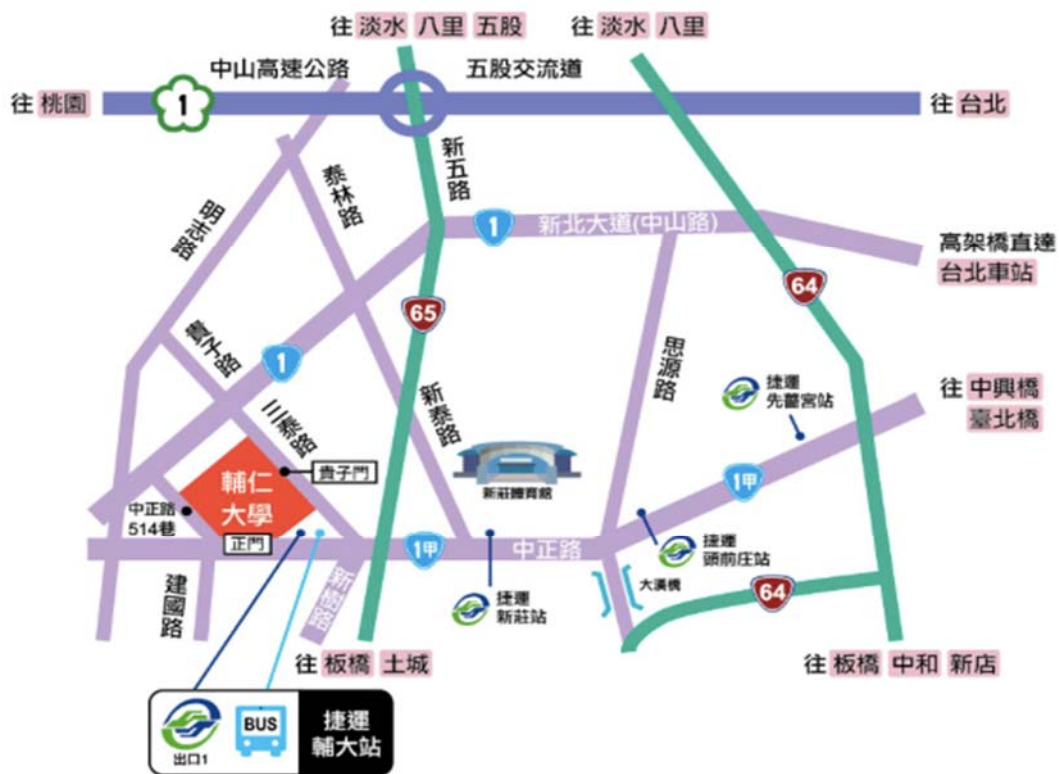 往 淡水 八里 五股
往 淡水 八里
中山高速公路
五股交流道
往 桃園
1
往 台北
新五路
泰林路
明志路
1
新北大道(中山路)
高架橋直達
台北車站
64
65
貴子路
1
思源路
捷運
先嗇宮站
往 中興橋
臺北橋
三泰路
新泰路
輔仁
大學
貴子門
新莊體育館
1甲
中正路
514巷
正門
1甲
中正路
捷運
頭前庄站
建國路
新樹路
捷運
新莊站
大漢橋
64
往 板橋 土城
往 板橋 中和 新店
BUS
捷運
輔大站
出口1